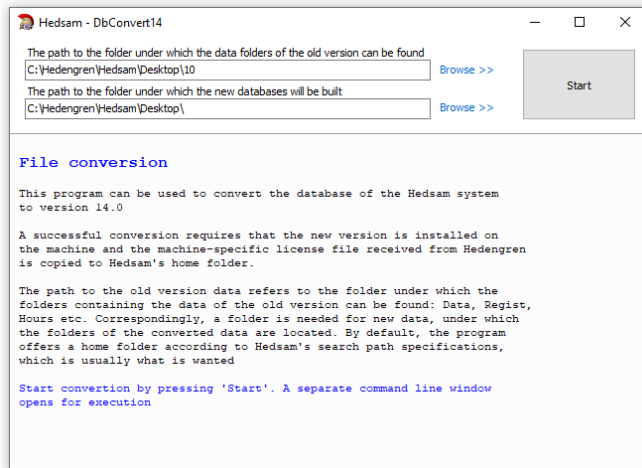 Hedsam - DbConvert14
The path to the folder under which the data folders of the old version can be found
C:\Hedengren\Hedsam\Desktop\10
Browse >>
The path to the folder under which the new databases will be built
C:\Hedengren\Hedsam\Desktop\
Browse >>
Start
File conversion
This program can be used to convert the database of the Hedsam system
to version 14.0
A successful conversion requires that the new version is installed on
the machine and the machine-specific license file received from Hedengren
is copied to Hedsam's home folder.
The path to the old version data refers to the folder under which the
folders containing the data of the old version can be found: Data, Regist,
Hours etc. Correspondingly, a folder is needed for new data, under which
the folders of the converted data are located. By default, the program
offers a home folder according to Hedsam's search path specifications,
which is usually what is wanted
Start convertion by pressing 'Start'. A separate command line window
opens for execution